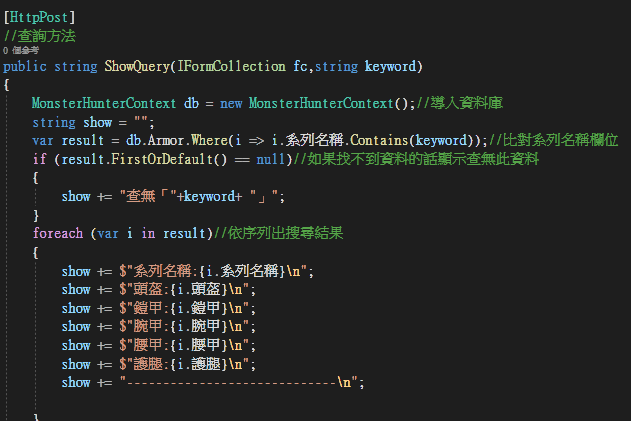 [HttpPost]
//查詢方法
0 個參考
public string ShowQuery(IFormCollection fc,string keyword)
{
MonsterHunterContext db = new MonsterHunterContext();//導入資料庫
string show = "";
var result = db.Armor.Where(i => i.系列名稱.Contains(keyword));//比對系列名稱欄位
if (result.FirstOrDefault() == null)//如果找不到資料的話顯示查無此資料
{
show += "查無「"+keyword+ "」";
}
foreach (var i in result)//依序列出搜尋結果
{
show += $"系列名稱:{i.系列名稱}\n";
show += $"頭盔:{i.頭盔}\n";
show += $"鎧甲:{i.鎧甲}\n";
show += $"腕甲:{i.腕甲}\n";
show += $"腰甲:{i.腰甲}\n";
show += $"護腿:{i.護腿}\n";
show += "-----------------------------\n";
}